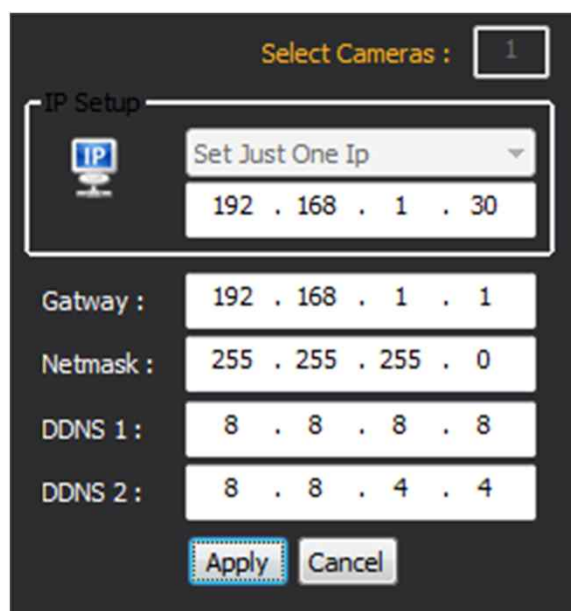 Select Cameras : 1
IP Setup
IP
Set Just One Ip
192 . 168 . 1 . 30
Gatway : 192 . 168 . 1 . 1
Netmask : 255 . 255 . 255 . 0
DDNS 1 : 8 . 8 . 8 . 8
DDNS 2 : 8 . 8 . 4 . 4
Apply Cancel